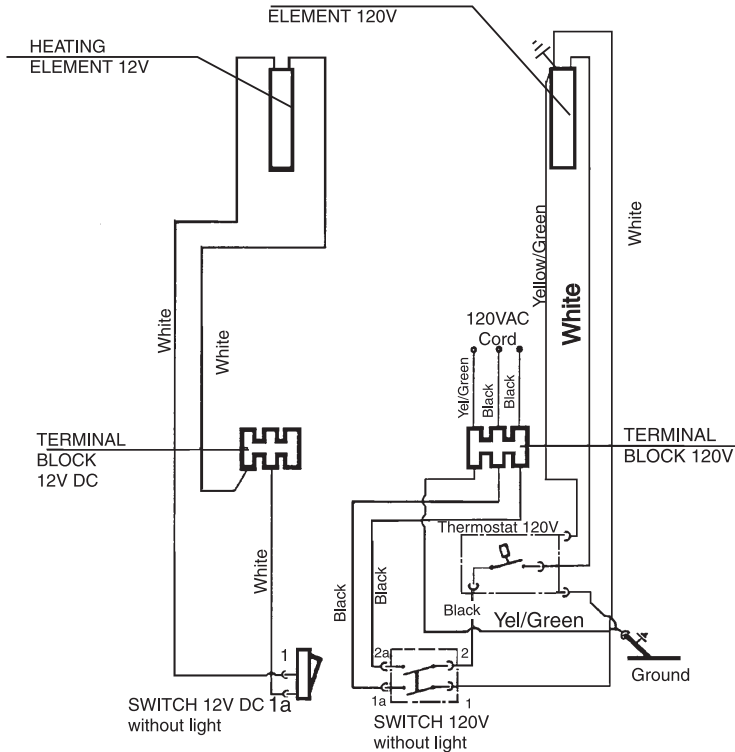 ELEMENT 120V
HEATING
ELEMENT 12V
White
Yellow/Green
White
White
White
120VAC
Cord
Yel/Green
Black
Black
TERMINAL
BLOCK
12V DC
TERMINAL
BLOCK 120V
Thermostat 120V
White
Black
Black
Black
Yel/Green
1
2a
2
1a
1
SWITCH 12V DC 1a
without light
SWITCH 120V
without light
Ground